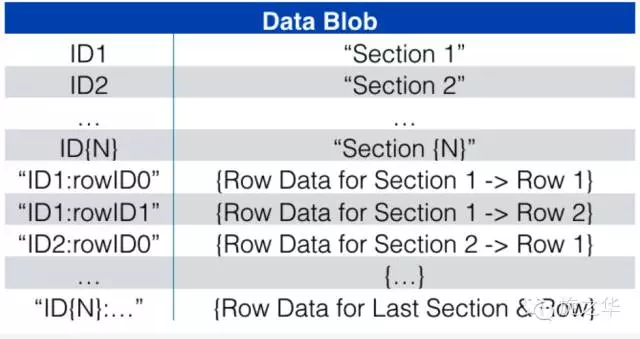 Data Blob
ID1 “Section 1”
ID2 “Section 2”
... ...
ID{N} “Section {N}”
“ID1:rowID0” {Row Data for Section 1 -> Row 1}
“ID1:rowID1” {Row Data for Section 1 -> Row 2}
“ID2:rowID0” {Row Data for Section 2 -> Row 1}
... {...}
“ID{N}:...” {Row Data for Last Section & Row}